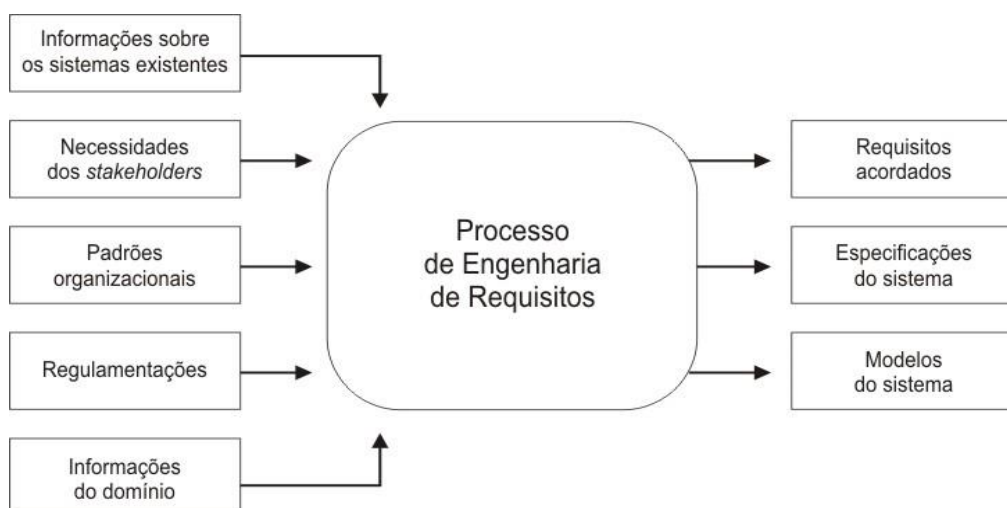 Informações sobre
os sistemas existentes
Necessidades
dos stakeholders
Padrões
organizacionais
Regulamentações
Informações
do domínio
Processo
de Engenharia
de Requisitos
Requisitos
acordados
Especificações
do sistema
Modelos
do sistema